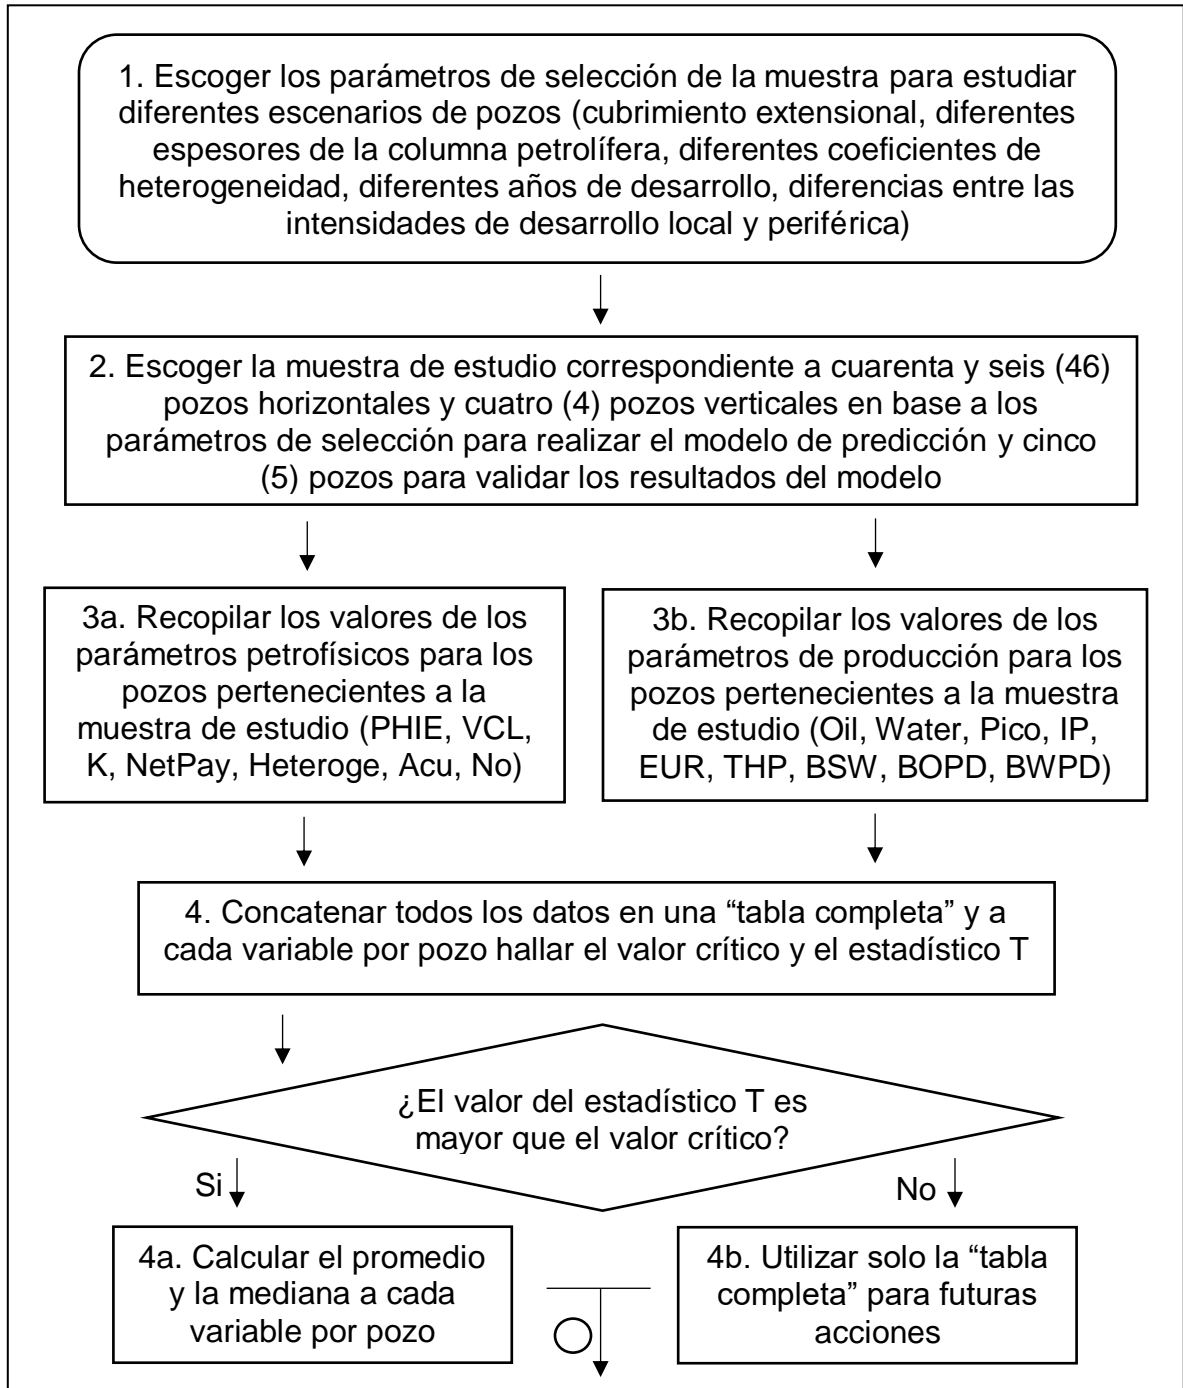 1. Escoger los parámetros de selección de la muestra para estudiar
diferentes escenarios de pozos (cubrimiento extensional, diferentes
espesores de la columna petrolífera, diferentes coeficientes de
heterogeneidad, diferentes años de desarrollo, diferencias entre las
intensidades de desarrollo local y periférica)
2. Escoger la muestra de estudio correspondiente a cuarenta y seis (46)
pozos horizontales y cuatro (4) pozos verticales en base a los
parámetros de selección para realizar el modelo de predicción y cinco
(5) pozos para validar los resultados del modelo
3a. Recopilar los valores de los
parámetros petrofísicos para los
pozos pertenecientes a la
muestra de estudio (PHIE, VCL,
K, NetPay, Heteroge, Acu, No)
3b. Recopilar los valores de los
parámetros de producción para los
pozos pertenecientes a la muestra
de estudio (Oil, Water, Pico, IP,
EUR, THP, BSW, BOPD, BWPD)
4. Concatenar todos los datos en una “tabla completa” y a
cada variable por pozo hallar el valor crítico y el estadístico T
¿El valor del estadístico T es
mayor que el valor crítico?
Si
No
4a. Calcular el promedio
y la mediana a cada
variable por pozo
4b. Utilizar solo la “tabla
completa” para futuras
acciones